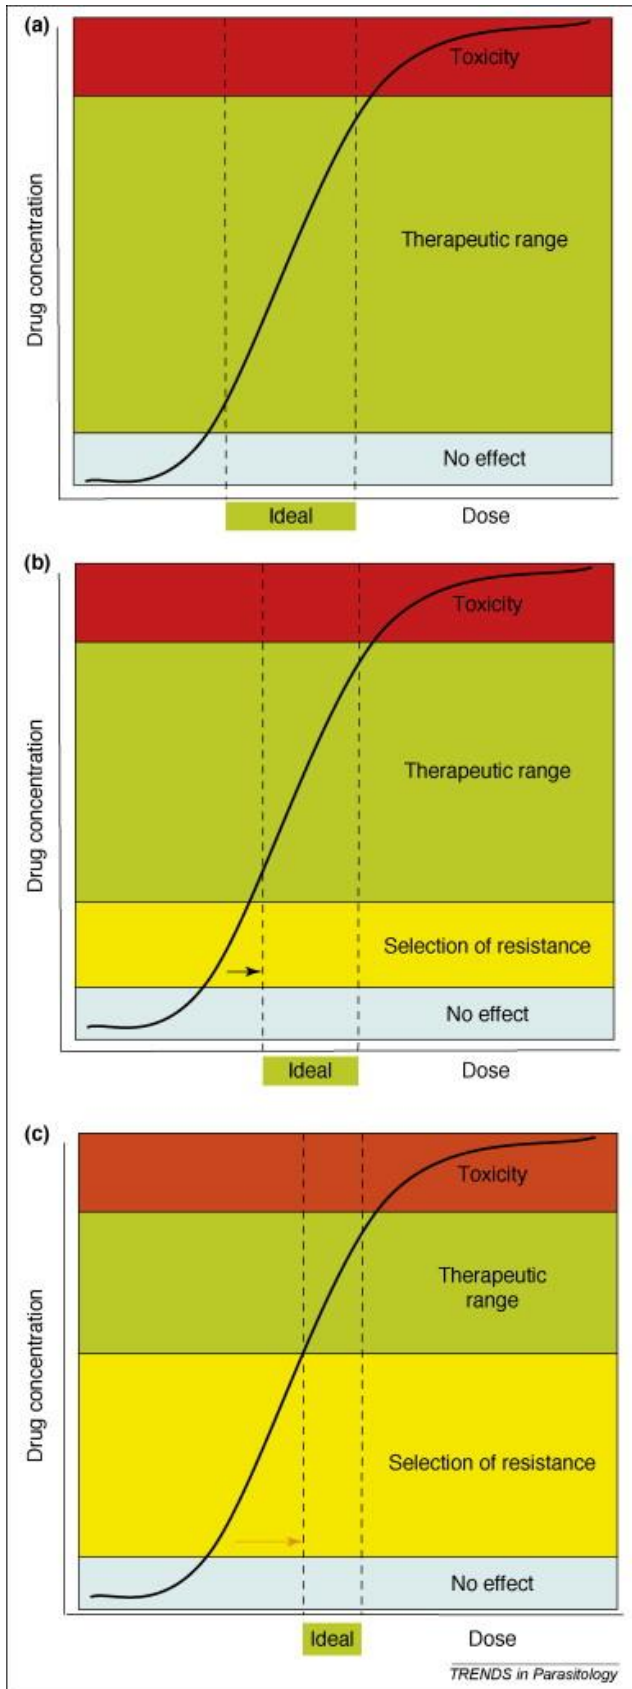 (a)
Toxicity
Drug concentration
Therapeutic range
No effect
Ideal
Dose
(b)
Toxicity
Drug concentration
Therapeutic range
Selection of resistance
No effect
Ideal
Dose
(c)
Toxicity
Drug concentration
Therapeutic
range
Selection of resistance
No effect
Ideal
Dose
TRENDS in Parasitology